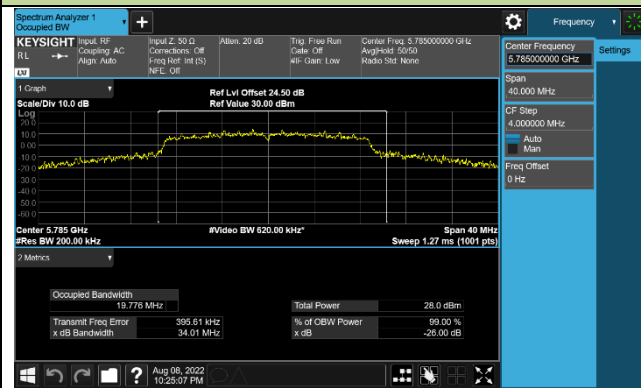 Spectrum Analyzer 1
Occupied BW
Frequency
KEYSIGHT
Input: RF
Coupling: AC
Align: Auto
Input Z: 50 Ω
Corrections: Off
Freq Ref: Int (S)
NFE: Off
Atten: 20 dB
Trig: Free Run
Gate: Off
#IF Gain: Low
Center Freq: 5.785000000 GHz
Avg|Hold: 50/50
Radio Std: None
RL
LXI
Center Frequency
5.785000000 GHz
Settings
Span
40.000 MHz
CF Step
4.000000 MHz
Auto
Man
Freq Offset
0 Hz
1 Graph
Scale/Div 10.0 dB
Ref Lvl Offset 24.50 dB
Ref Value 30.00 dBm
Log
20.0
10.0
0.00
-10.0
-20.0
-30.0
-40.0
-50.0
-60.0
Center 5.785 GHz
#Video BW 620.00 kHz*
Span 40 MHz
#Res BW 200.00 kHz
Sweep 1.27 ms (1001 pts)
2 Metrics
Occupied Bandwidth
19.776 MHz
Total Power
28.0 dBm
Transmit Freq Error
395.61 kHz
% of OBW Power
99.00 %
x dB Bandwidth
34.01 MHz
x dB
-26.00 dB
Aug 08, 2022
10:25:07 PM